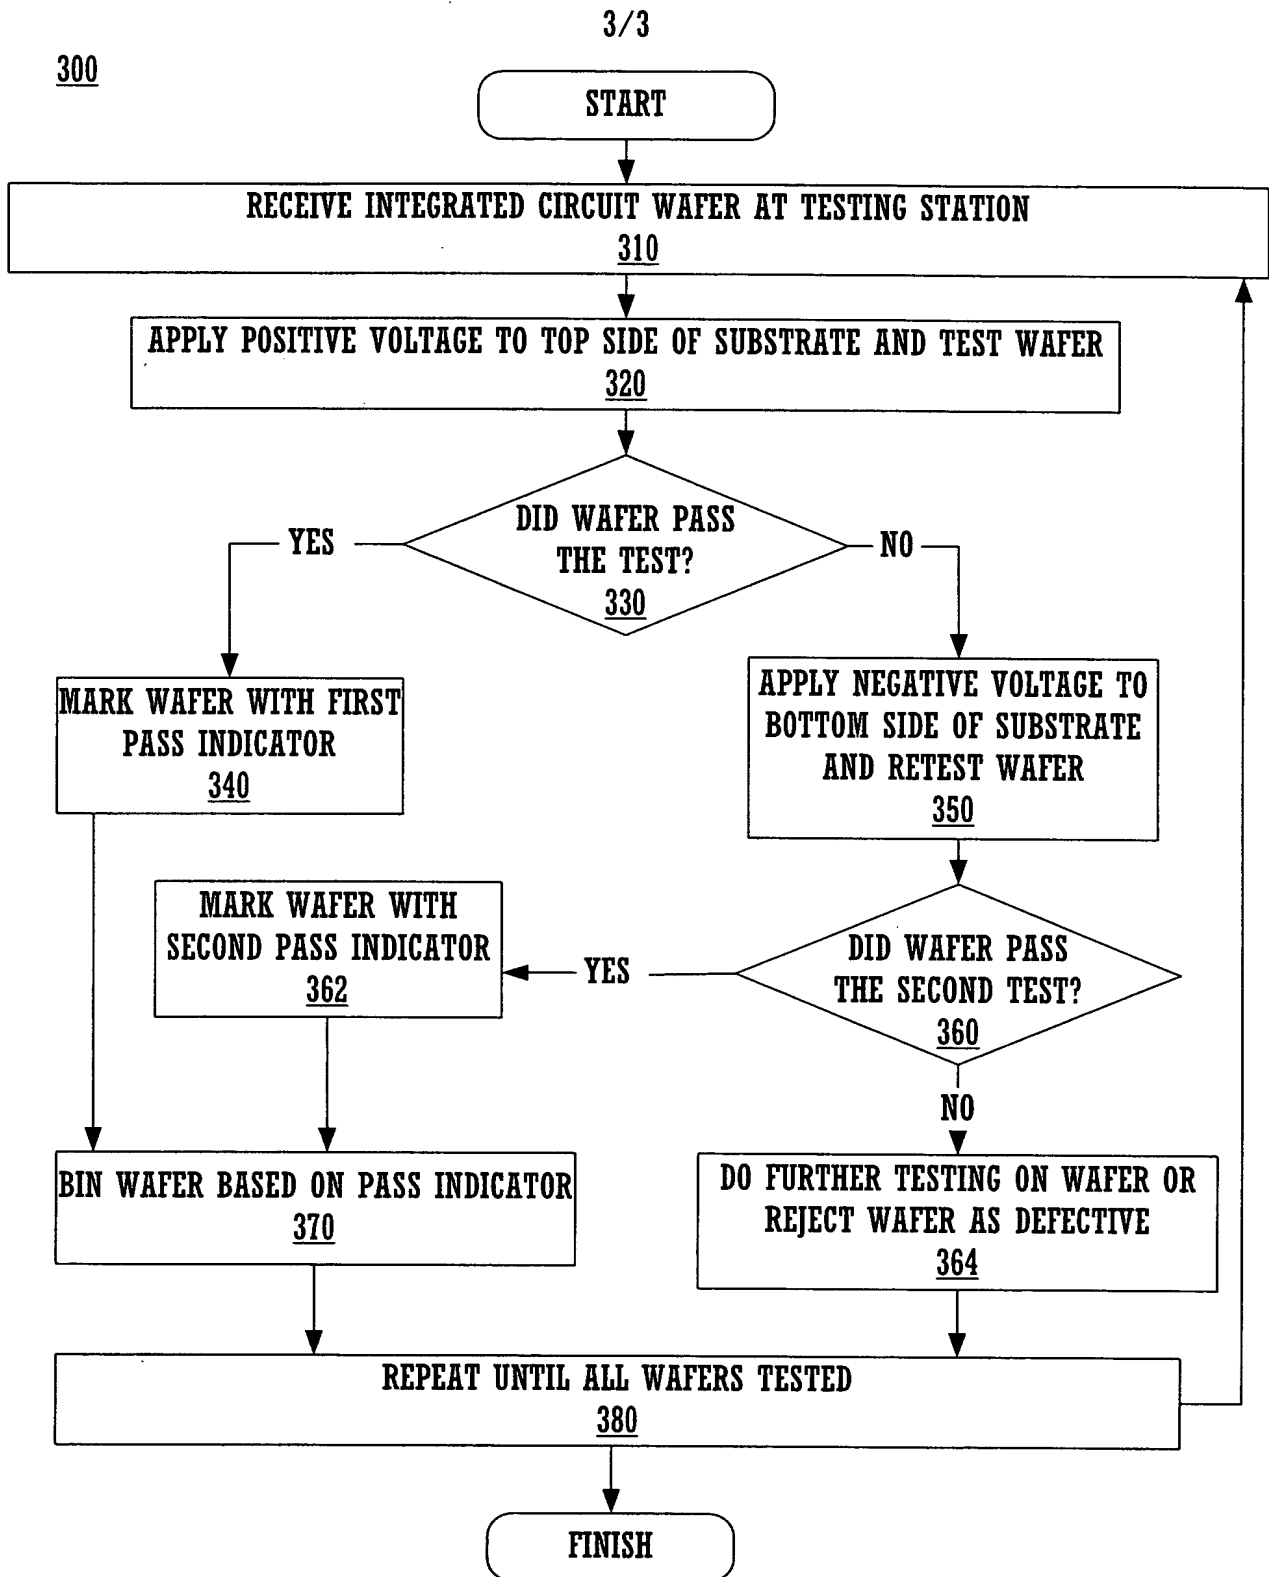 3/3
300
START
RECEIVE INTEGRATED CIRCUIT WAFER AT TESTING STATION
310
APPLY POSITIVE VOLTAGE TO TOP SIDE OF SUBSTRATE AND TEST WAFER
320
DID WAFER PASS
THE TEST?
330
YES
NO
MARK WAFER WITH FIRST
PASS INDICATOR
340
APPLY NEGATIVE VOLTAGE TO
BOTTOM SIDE OF SUBSTRATE
AND RETEST WAFER
350
MARK WAFER WITH
SECOND PASS INDICATOR
362
YES
DID WAFER PASS
THE SECOND TEST?
360
NO
BIN WAFER BASED ON PASS INDICATOR
370
DO FURTHER TESTING ON WAFER OR
REJECT WAFER AS DEFECTIVE
364
REPEAT UNTIL ALL WAFERS TESTED
380
FINISH